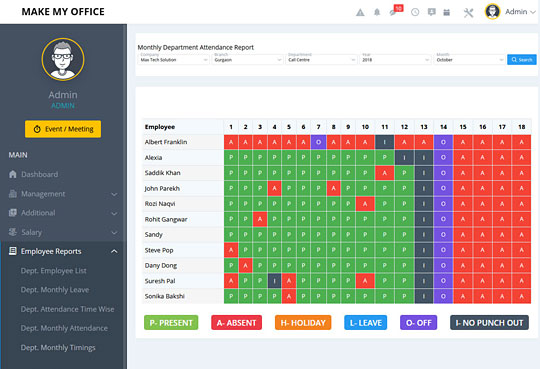 MAKE MY OFFICE
10
Admin
Admin
ADMIN
Event / Meeting
MAIN
Dashboard
Management
Additional
Salary
Employee Reports
Dept. Employee List
Dept. Monthly Leave
Dept. Attendance Time Wise
Dept. Monthly Attendance
Dept. Monthly Timings
Monthly Department Attendance Report
Company Branch Department Year Month
Max Tech Solution Gurgaon Call Centre 2018 October Search
Employee 1 2 3 4 5 6 7 8 9 10 11 12 13 14 15 16 17 18
Albert Franklin A A A A A A O A A A I A A O A A A A
Alexia P P P P P P P P P P P I I O A A A A
Saddik Khan P P P P P P P P P P A P I O A A A A
John Parekh P P P A P P P A P P P P I O A A A A
Rozi Naqvi P P P P P P P P P A P P I O A A A A
Rohit Gangwar P P A P P P P P P P P P I O A A A A
Sandy P P P P P P P P P P P P I O A A A A
Steve Pop A P P P P P P P P P P P I O A A A A
Dany Dong P A P P P P P P P P P P I O A A A A
Suresh Pal A P P I A P P P P A P P I O A A A A
Sonika Bakshi P P P P A P P P P P P P I O A A A A
P- PRESENT A- ABSENT H- HOLIDAY L- LEAVE O- OFF I- NO PUNCH OUT